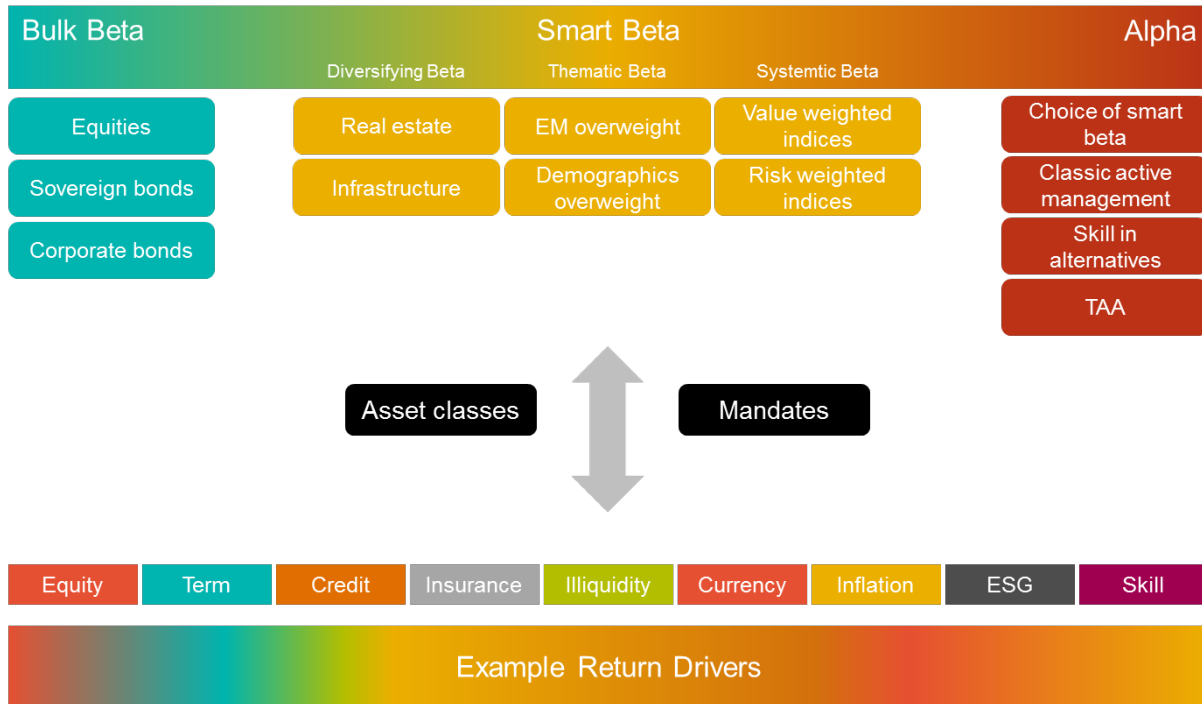 Bulk Beta
Smart Beta
Alpha
Diversifying Beta
Thematic Beta
Systemtic Beta
Equities
Real estate
EM overweight
Value weighted
indices
Choice of smart
beta
Sovereign bonds
Infrastructure
Demographics
overweight
Risk weighted
indices
Classic active
management
Corporate bonds
Skill in
alternatives
TAA
Asset classes
Mandates
Equity
Term
Credit
Insurance
Illiquidity
Currency
Inflation
ESG
Skill
Example Return Drivers